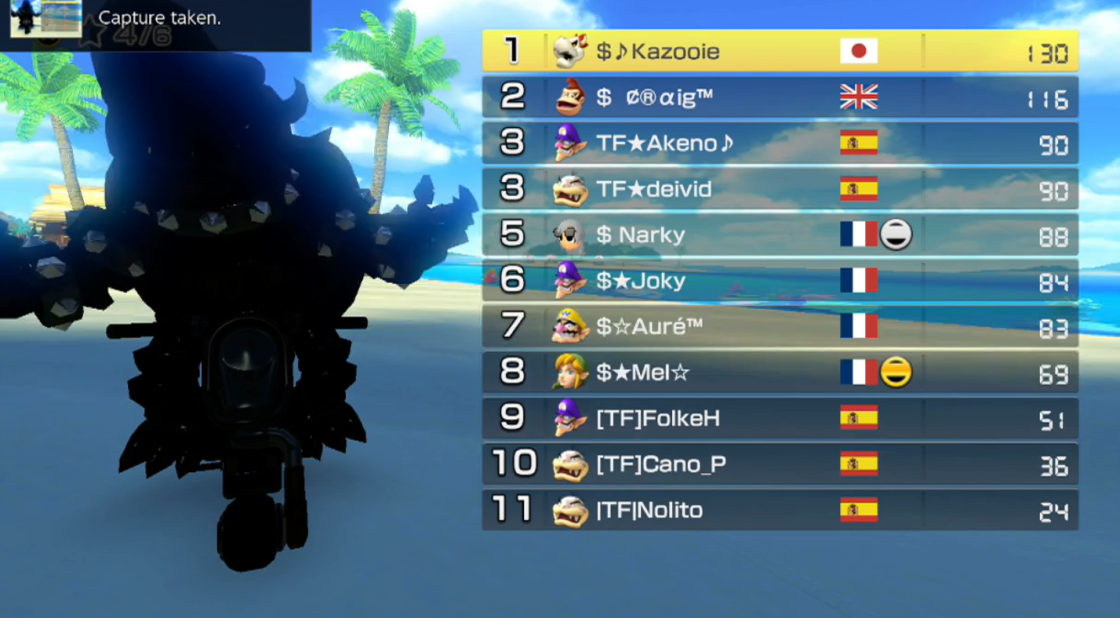 Capture taken.
4/6
1 $♪Kazooie 130
2 $ ₡®αig™ 116
3 TF★Akeno♪ 90
3 TF★deivid 90
5 $ Narky 88
6 $★Joky 84
7 $☆Auré™ 83
8 $★Mel☆ 69
9 [TF]FolkeH 51
10 [TF]Cano_P 36
11 |TF|Nolito 24